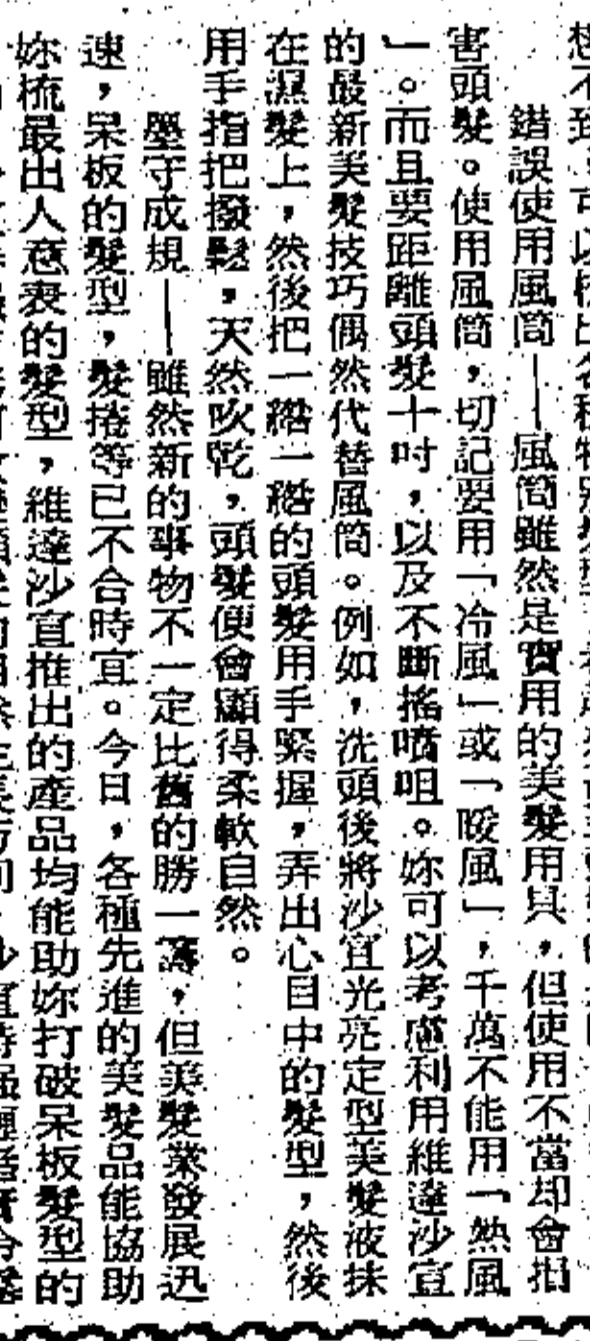 錯誤使用風筒——風筒雖然是實用的美髮用具，但使用不當却會損
害頭髮。使用風筒，切記要用「冷風」或「暖風」，千萬不能用「熱風
」。而且要距離頭髮十吋，以及不斷搖噴咀。妳可以考慮利用維達沙宣
的最新美髮技巧偶然代替風筒。例如，洗頭後將沙宣光亮定型美髮液抹
在濕髮上，然後把一綹一綹的頭髮用手緊握，弄出心目中的髮型，然後
用手指把撥鬆，天然吹乾，頭髮便會顯得柔軟自然。
墨守成規——雖然新的事物不一定比舊的勝一籌，但美髮業發展迅
速，呆板的髮型，髮捲等已不合時宜。今日，各種先進的美髮品能協助
妳梳最出人意表的髮型，維達沙宣推出的產品均能助妳打破呆板髮型的